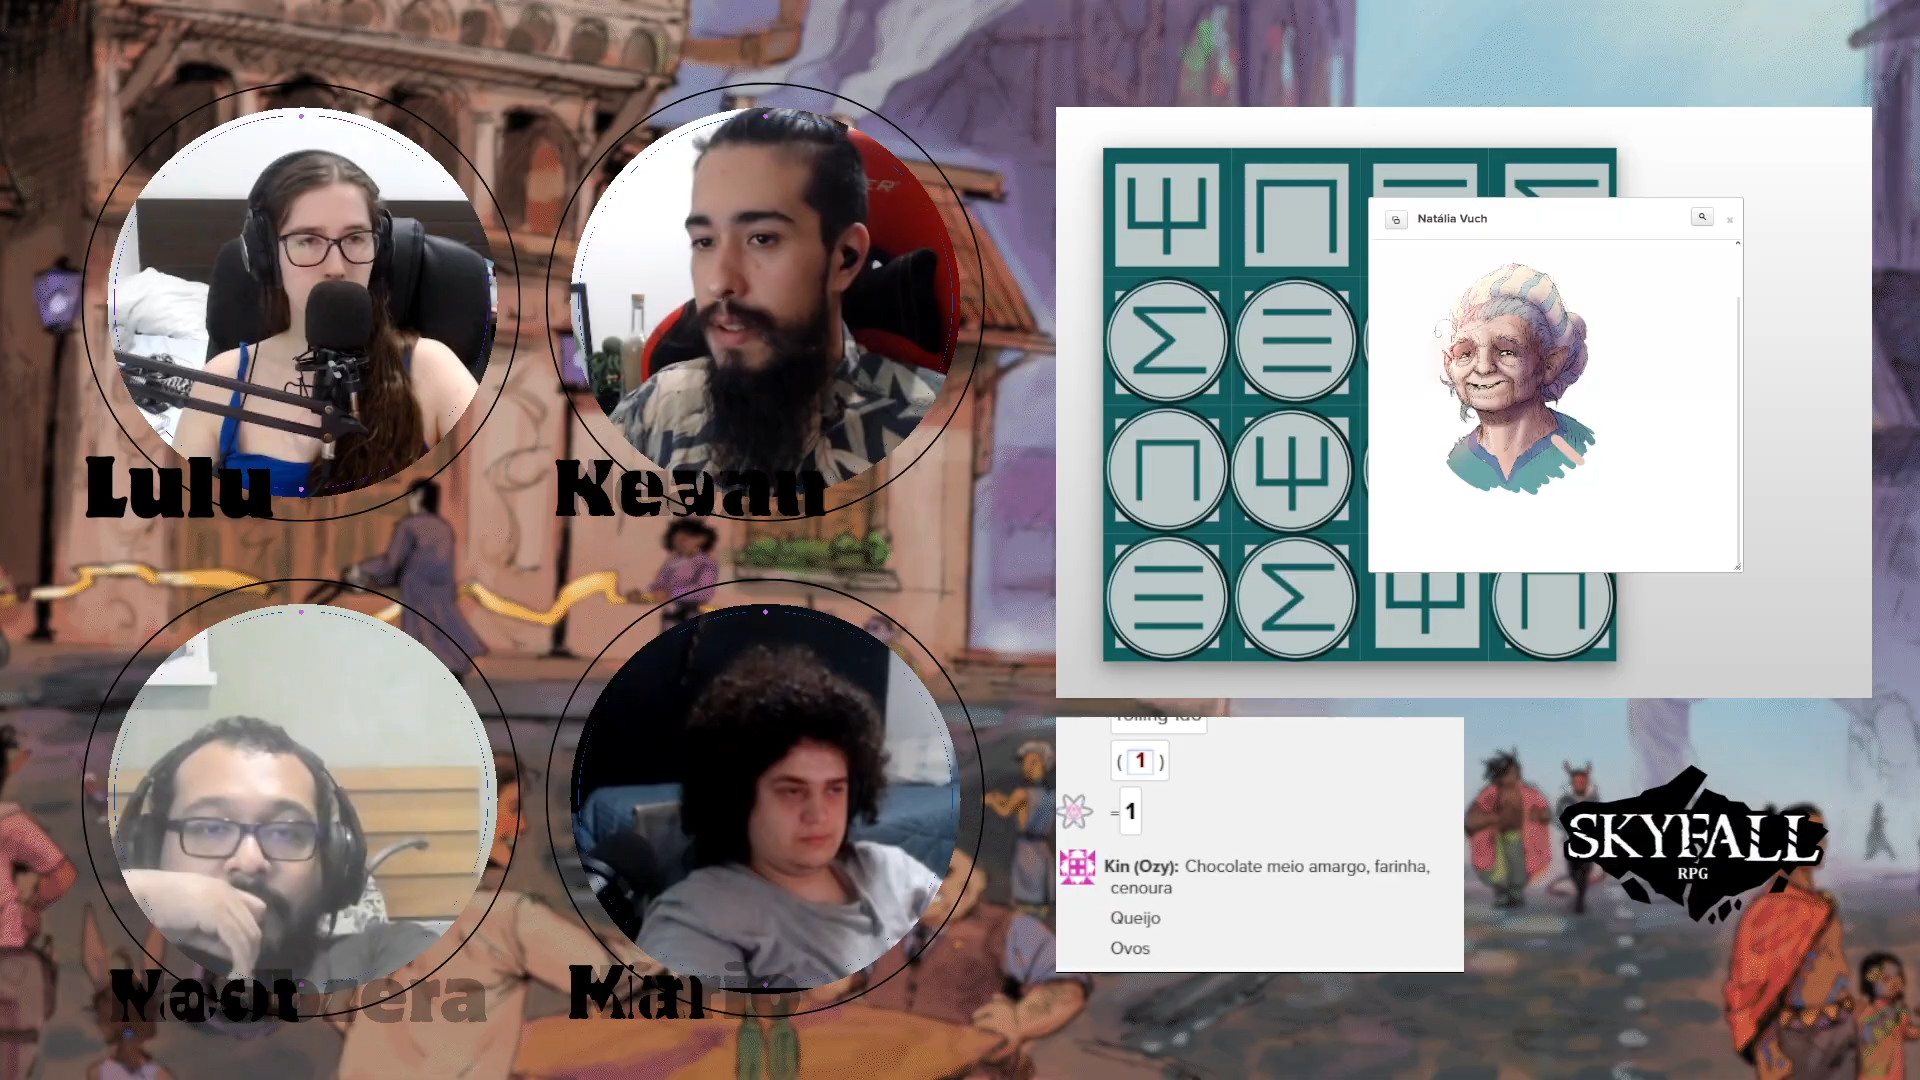 Lulu
Natália Vuch
( 1 )
=1
Kin (Ozy): Chocolate meio amargo, farinha,
cenoura
Queijo
Ovos
SKYFALL
RPG